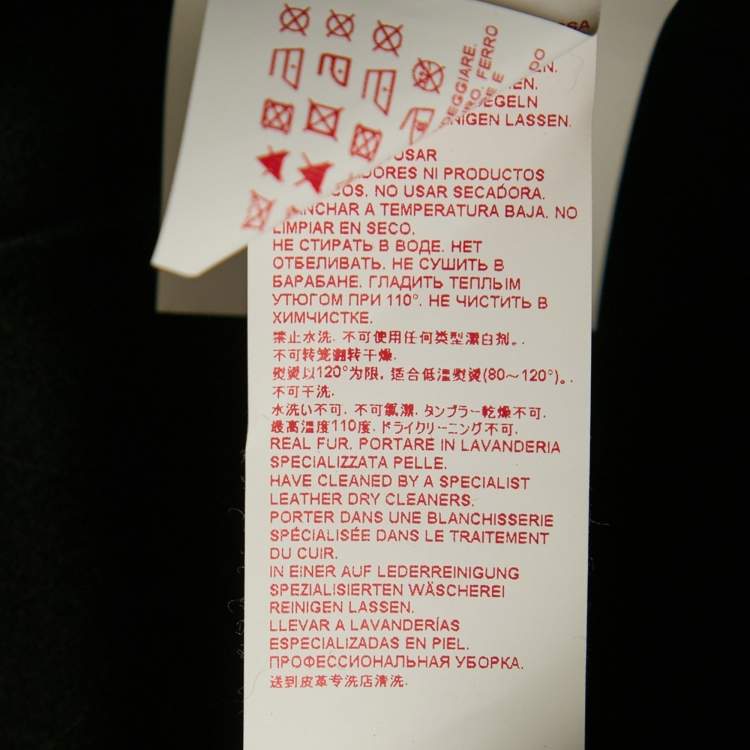 EGGIARE.
FERRO
EGELN
NIGEN LASSEN.
USAR
DORES NI PRODUCTOS
COS. NO USAR SECADORA.
NCHAR A TEMPERATURA BAJA. NO
LIMPIAR EN SECO.
НЕ СТИРАТЬ В ВОДЕ. НЕТ
ОТБЕЛИВАТЬ. НЕ СУШИТЬ В
БАРАБАНЕ. ГЛАДИТЬ ТЕПЛЫМ
УТЮГОМ ПРИ 110°. НЕ ЧИСТИТЬ В
ХИМЧИСТКЕ.
禁止水洗. 不可使用任何类型漂白剂。.
不可转笼翻转干燥.
熨烫以120°为限, 适合低温熨烫(80～120°)。.
不可干洗.
水洗い不可. 不可氯漂. タンブラー乾燥不可.
最高温度110度. ドライクリーニング不可.
REAL FUR. PORTARE IN LAVANDERIA
SPECIALIZZATA PELLE.
HAVE CLEANED BY A SPECIALIST
LEATHER DRY CLEANERS.
PORTER DANS UNE BLANCHISSERIE
SPÉCIALISÉE DANS LE TRAITEMENT
DU CUIR.
IN EINER AUF LEDERREINIGUNG
SPEZIALISIERTEN WÄSCHEREI
REINIGEN LASSEN.
LLEVAR A LAVANDERÍAS
ESPECIALIZADAS EN PIEL.
ПРОФЕССИОНАЛЬНАЯ УБОРКА.
送到皮革专洗店清洗.